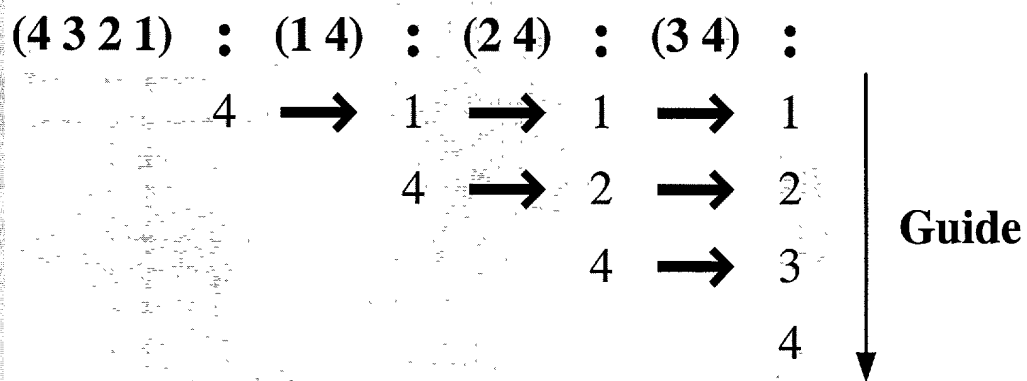 (4 3 2 1) : (1 4) : (2 4) : (3 4) :
4 → 1 → 1 → 1
4 → 2 → 2
Guide
4 → 3
4